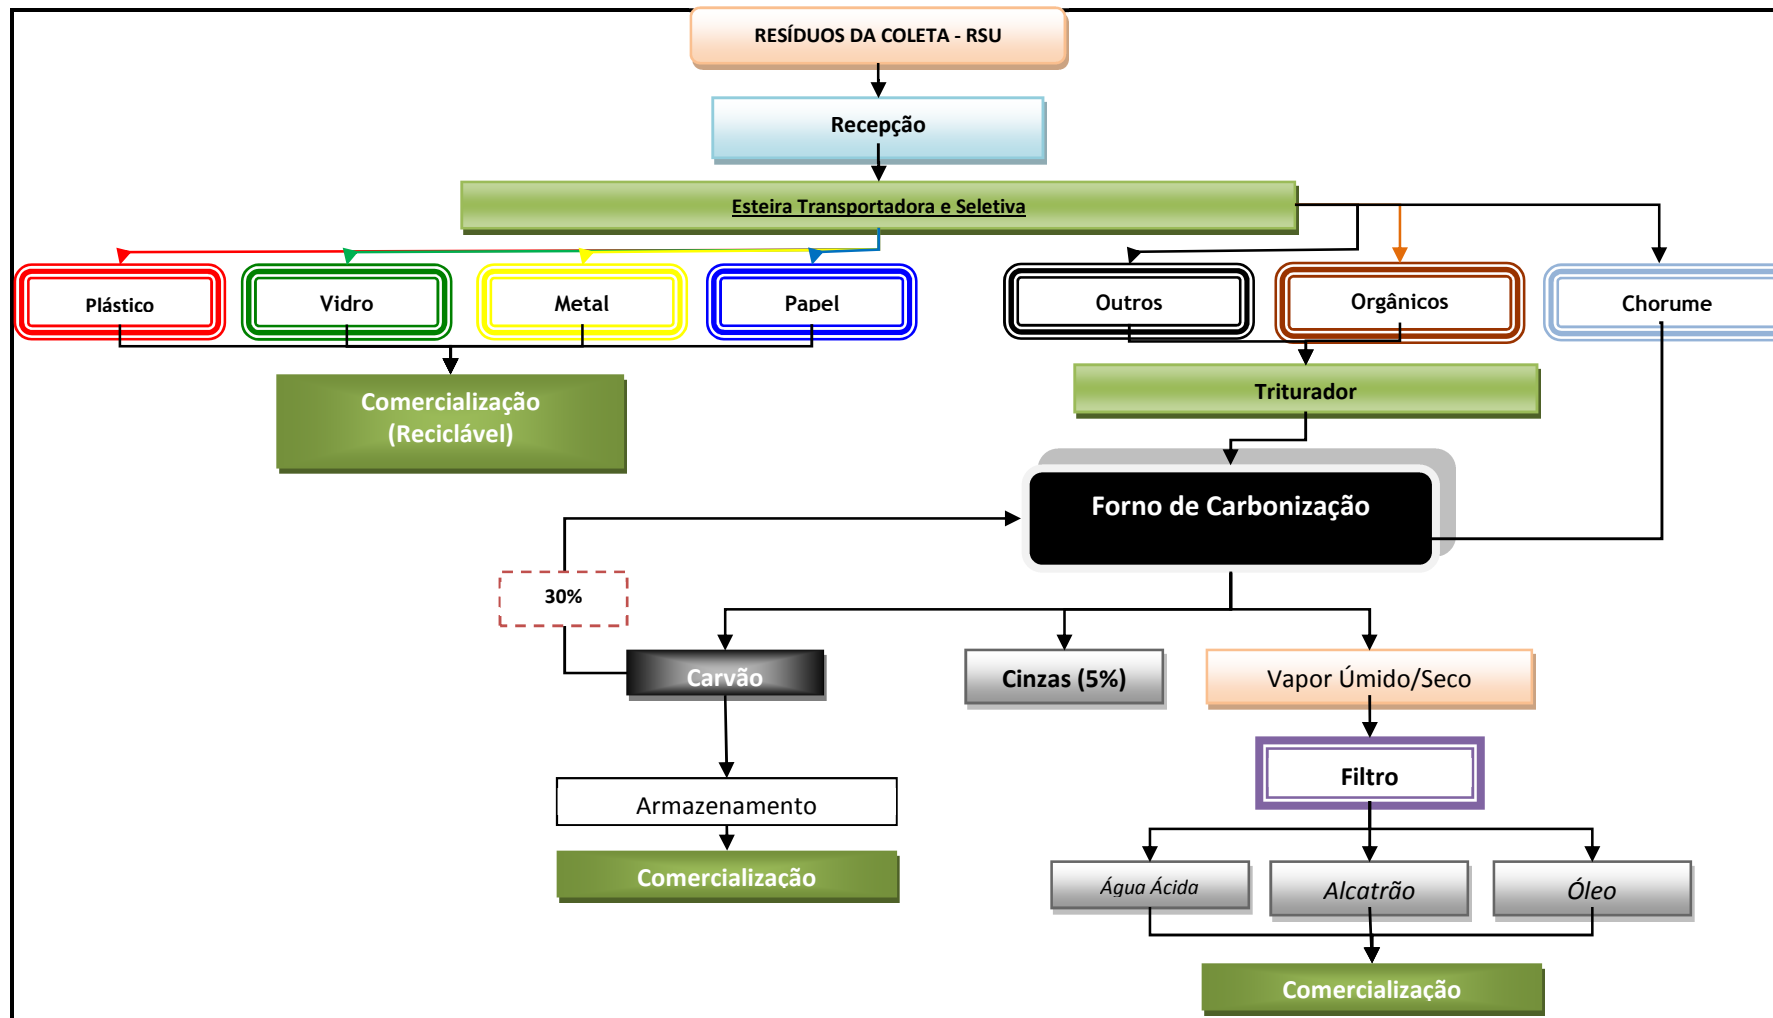 RESÍDUOS DA COLETA - RSU
Recepção
Esteira Transportadora e Seletiva
Plástico
Vidro
Metal
Papel
Outros
Orgânicos
Chorume
Comercialização
(Reciclável)
Triturador
Forno de Carbonização
30%
Carvão
Cinzas (5%)
Vapor Úmido/Seco
Filtro
Armazenamento
Comercialização
Água Ácida
Alcatrão
Óleo
Comercialização